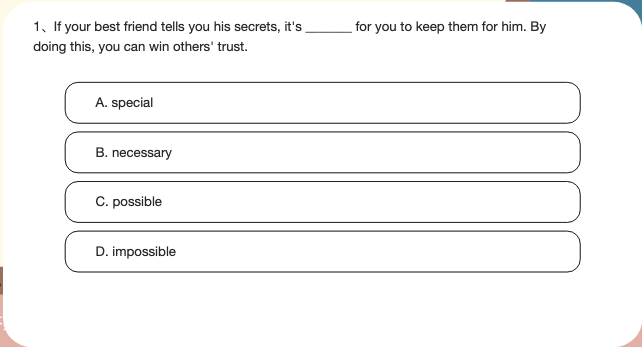 1、If your best friend tells you his secrets, it's _______ for you to keep them for him. By
doing this, you can win others' trust.
A. special
B. necessary
C. possible
D. impossible